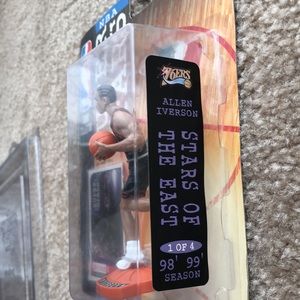 NBA
76ERS
ALLEN
IVERSON
STARS OF
THE EAST
1 OF 4
98' 99'
SEASON